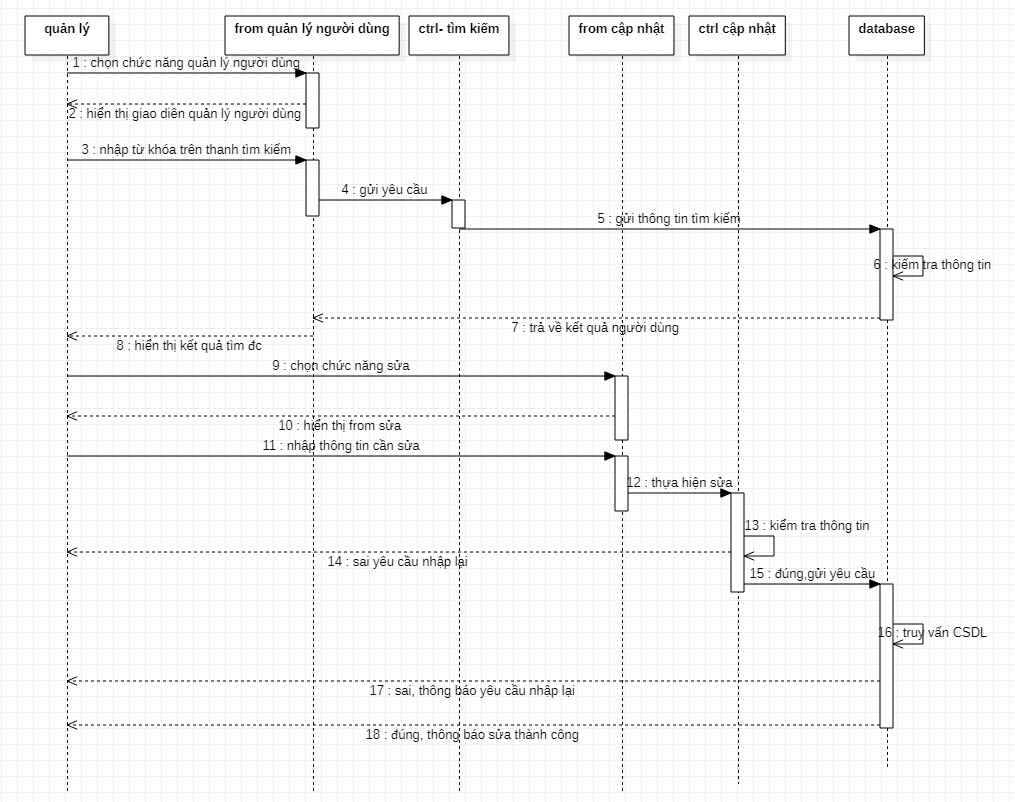 quản lý
from quản lý người dùng
ctrl- tìm kiếm
from cập nhật
ctrl cập nhật
database
1 : chọn chức năng quản lý người dùng
2 : hiển thị giao diên quản lý người dùng
3 : nhập từ khóa trên thanh tìm kiếm
4 : gửi yêu cầu
5 : gửi thông tin tìm kiếm
6 : kiếm tra thông tin
7 : trả về kết quả người dùng
8 : hiển thị kết quả tìm đc
9 : chọn chức năng sửa
10 : hiển thị from sửa
11 : nhập thông tin cần sửa
12 : thựa hiện sửa
13 : kiểm tra thông tin
14 : sai yêu cầu nhập lại
15 : đúng,gửi yêu cầu
16 : truy vấn CSDL
17 : sai, thông báo yêu cầu nhập lại
18 : đúng, thông báo sửa thành công